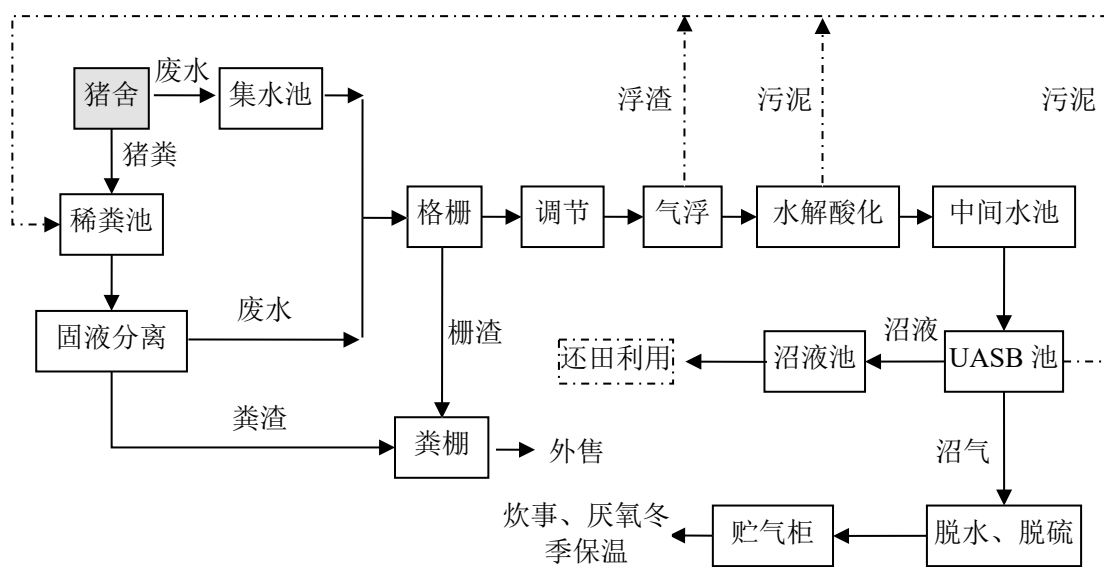 废水
猪舍
集水池
浮渣
污泥
污泥
猪粪
稀粪池
格栅
调节
气浮
水解酸化
中间水池
废水
固液分离
栅渣
沼液
还田利用
沼液池
UASB 池
粪渣
粪棚
外售
沼气
炊事、厌氧冬
季保温
贮气柜
脱水、脱硫